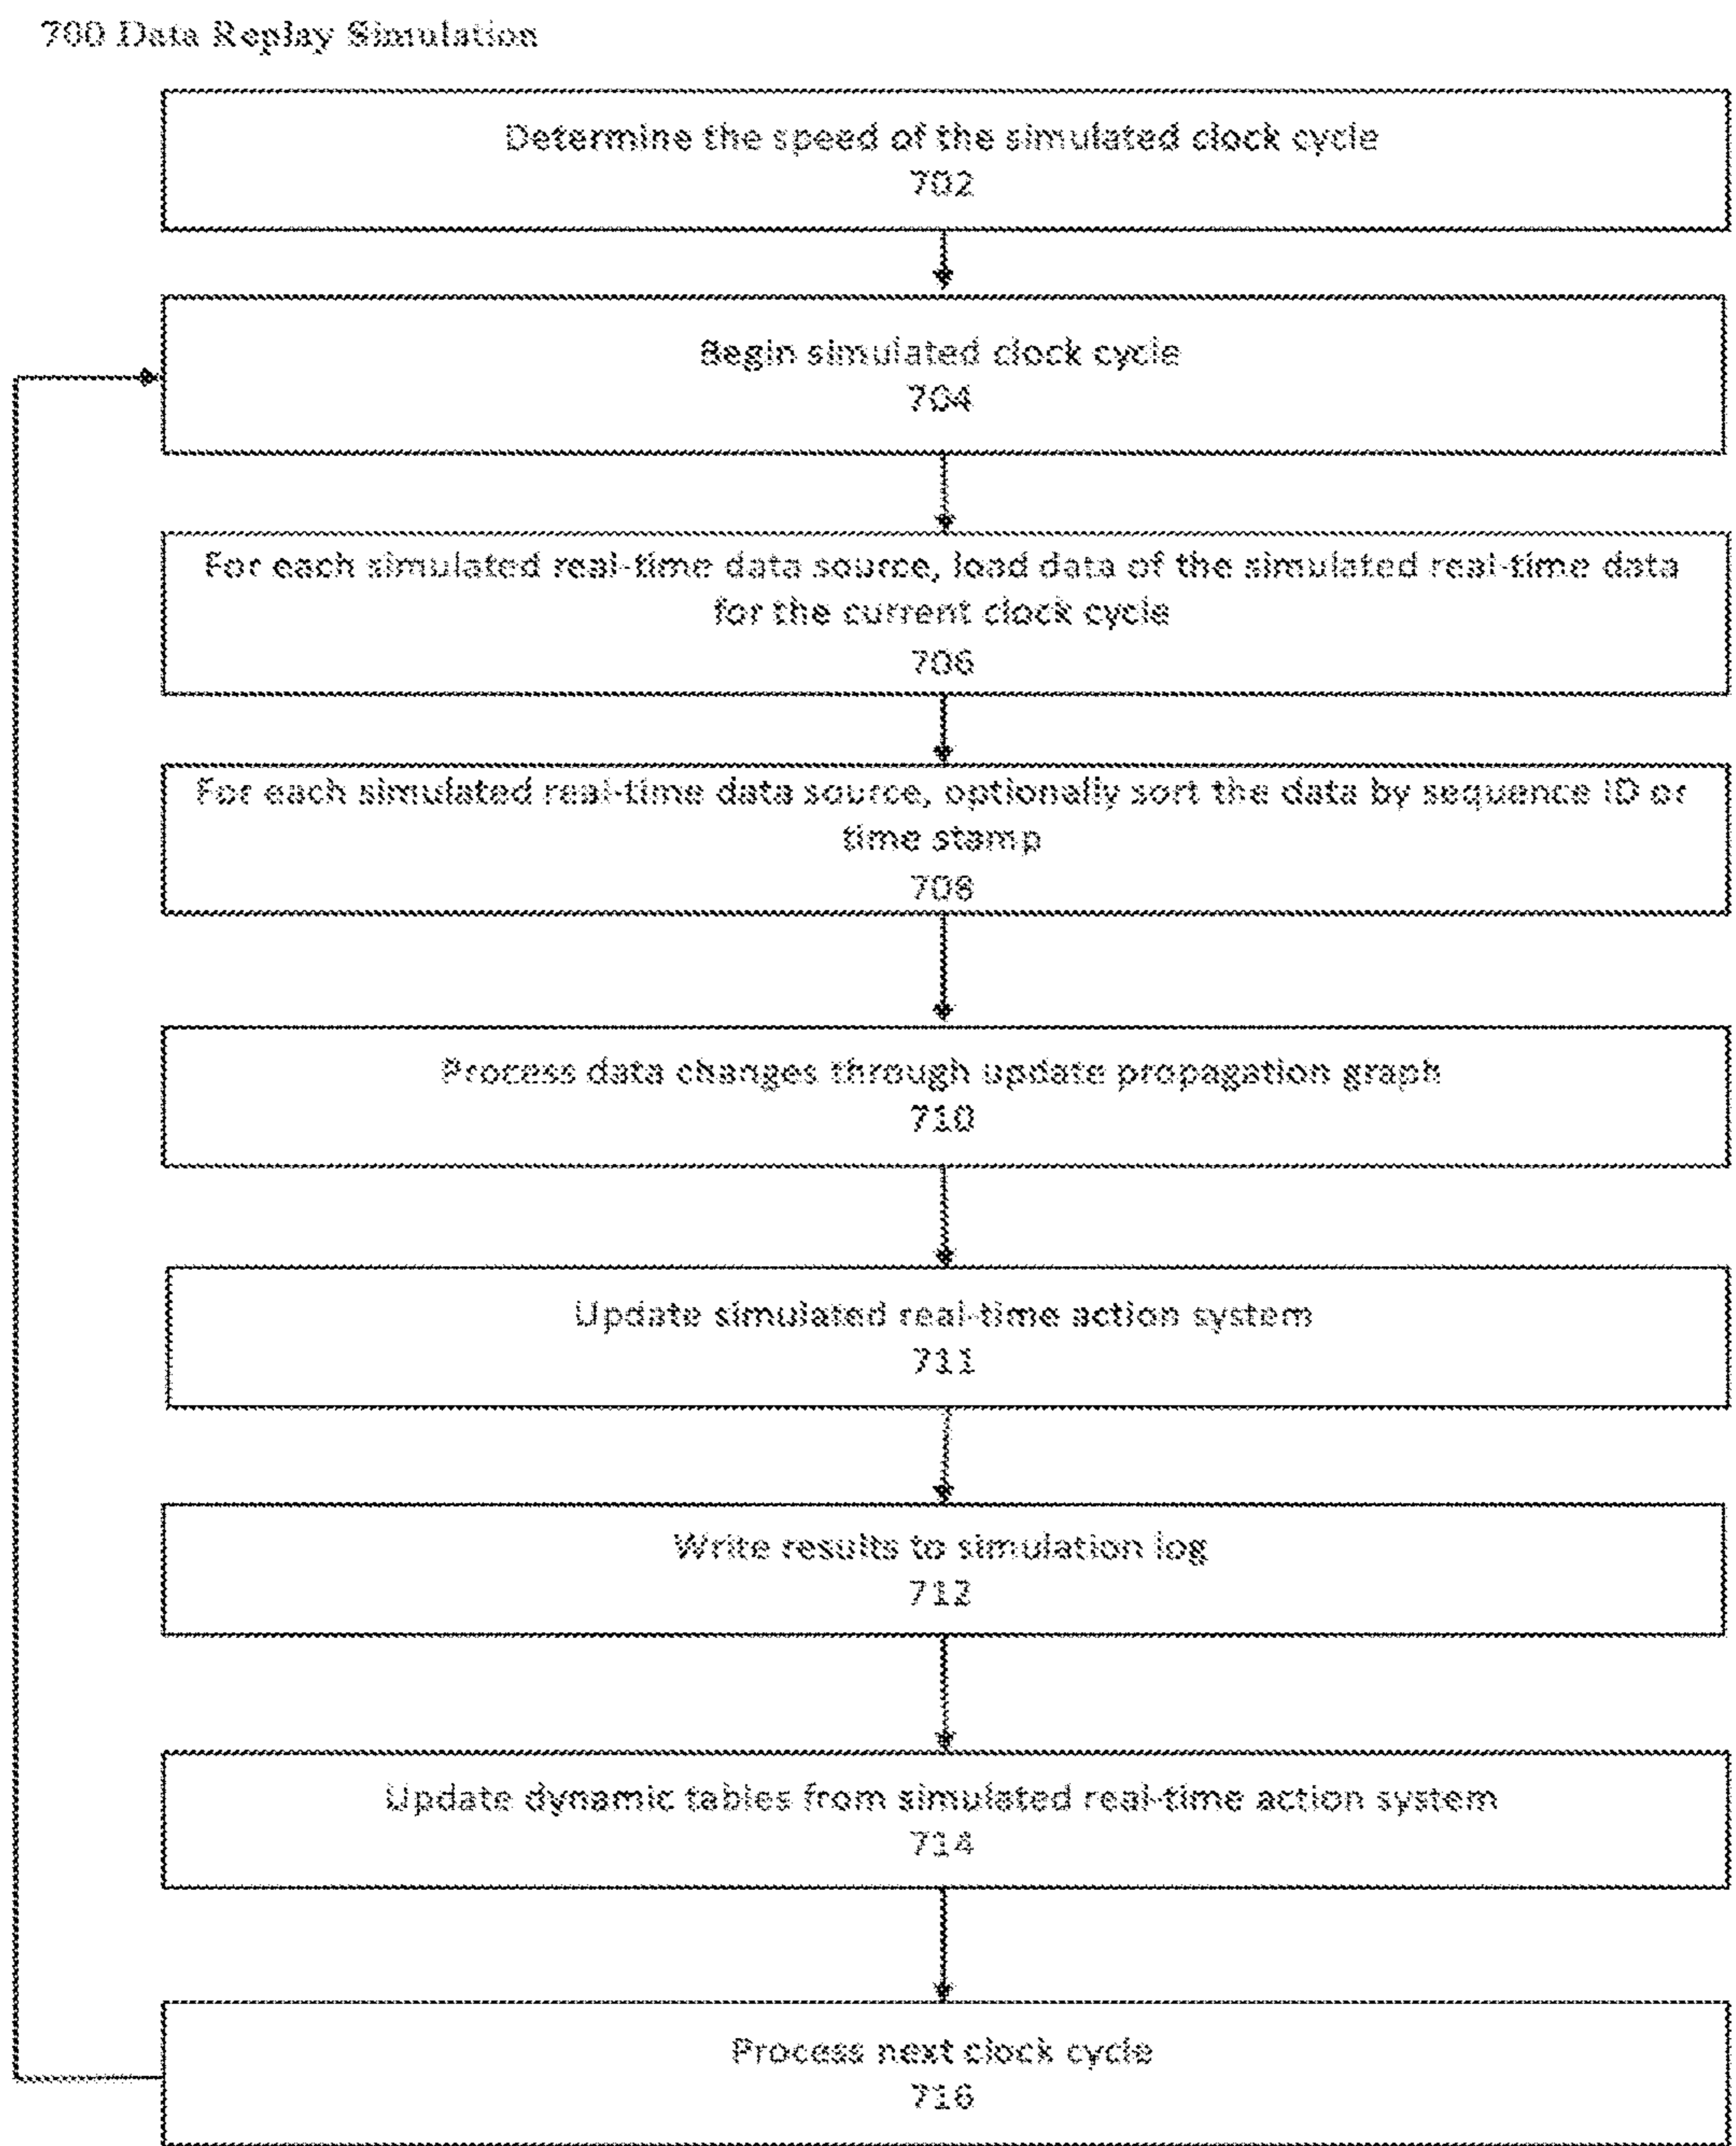 700 Data Replay Simulation
Determine the speed of the simulated clock cycle
702
Begin simulated clock cycle
704
For each simulated real-time data source, load data of the simulated real-time data
for the current clock cycle
706
For each simulated real-time data source, optionally sort the data by sequence ID or
time stamp
708
Process data changes through update propagation graph
710
Update simulated real-time action system
711
Write results to simulation log
712
Update dynamic tables from simulated real-time action system
714
Process next clock cycle
716